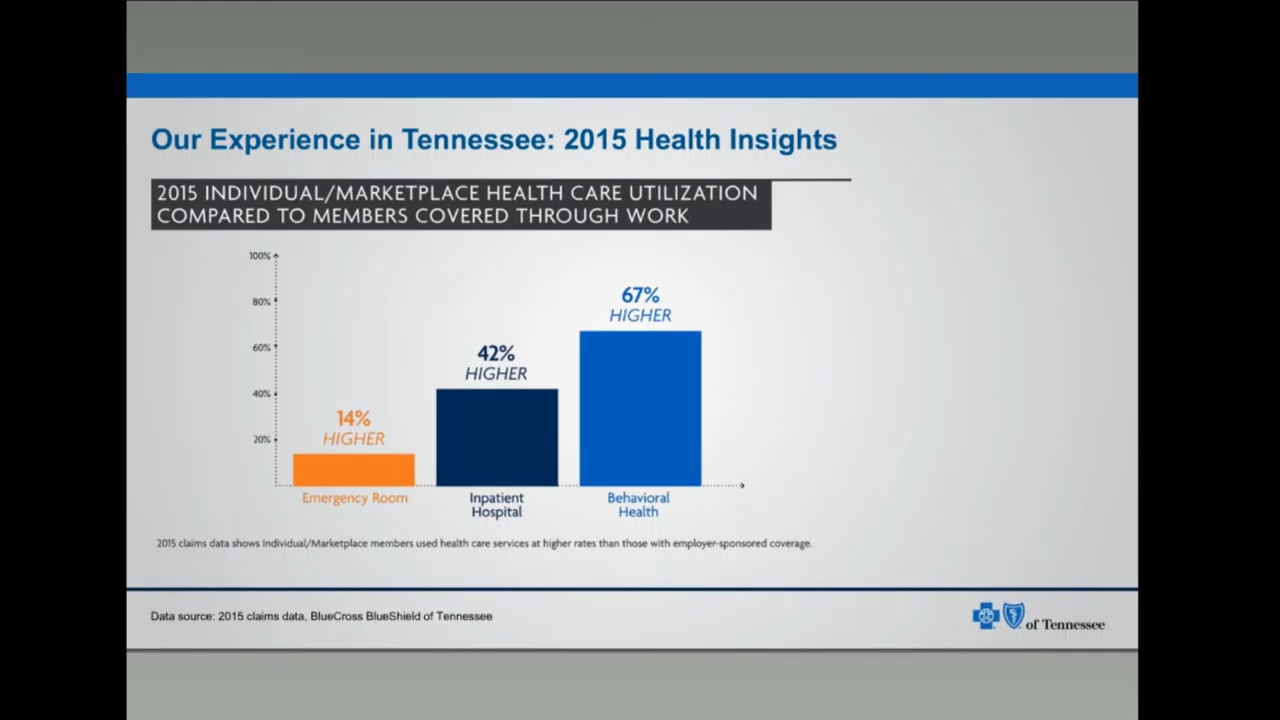 Our Experience in Tennessee: 2015 Health Insights
2015 INDIVIDUAL/MARKETPLACE HEALTH CARE UTILIZATION
COMPARED TO MEMBERS COVERED THROUGH WORK
100%
80%
60%
40%
20%
14%
HIGHER
42%
HIGHER
67%
HIGHER
Emergency Room
Inpatient
Hospital
Behavioral
Health
2015 claims data shows Individual/Marketplace members used health care services at higher rates than those with employer-sponsored coverage.
Data source: 2015 claims data, BlueCross BlueShield of Tennessee
of Tennessee